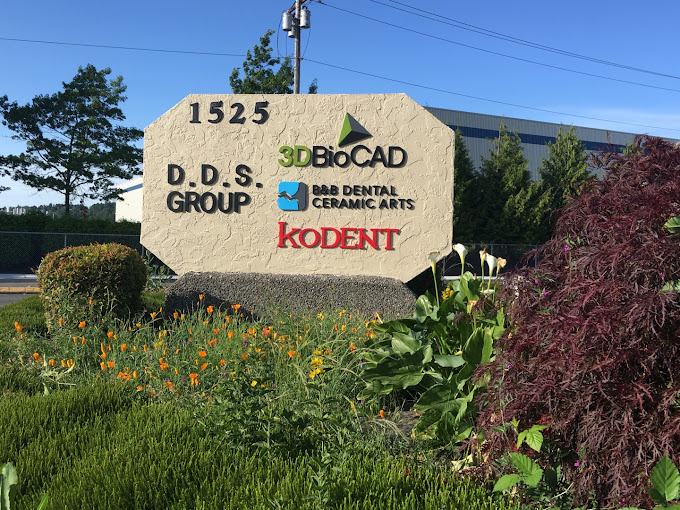 1525
D.D.S.
GROUP
3DBioCAD
B&B DENTAL
CERAMIC ARTS
KODENT